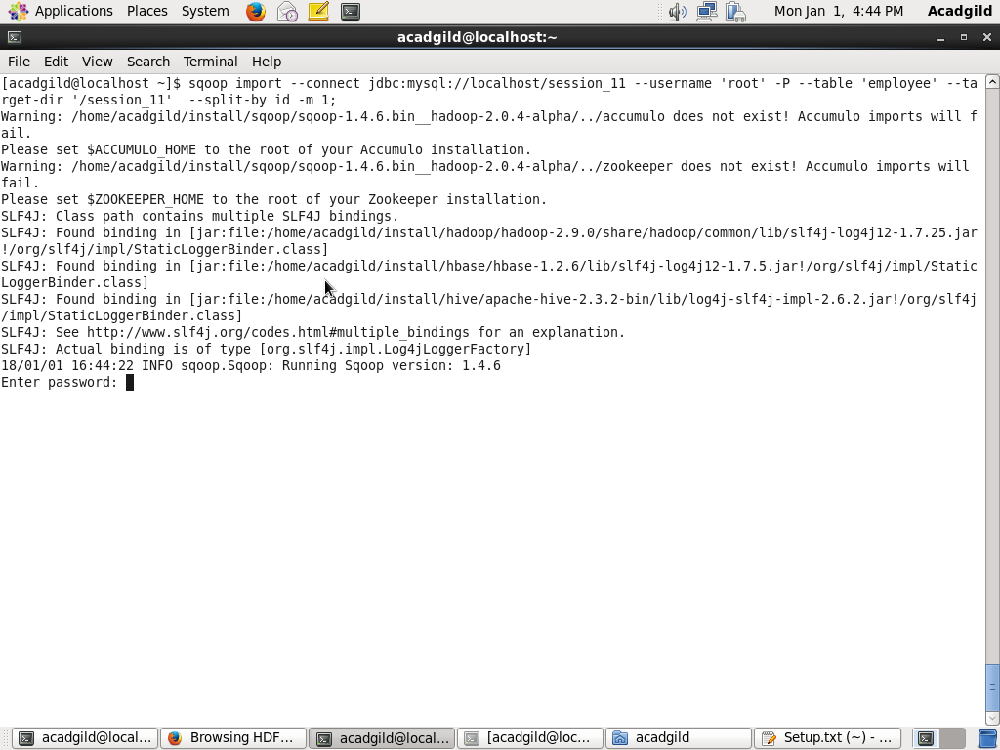 Applications Places System Mon Jan 1, 4:44 PM Acadgild
acadgild@localhost:~
File Edit View Search Terminal Help
[acadgild@localhost ~]$ sqoop import --connect jdbc:mysql://localhost/session_11 --username 'root' -P --table 'employee' --ta
rget-dir '/session_11'  --split-by id -m 1;
Warning: /home/acadgild/install/sqoop/sqoop-1.4.6.bin__hadoop-2.0.4-alpha/../accumulo does not exist! Accumulo imports will f
ail.
Please set $ACCUMULO_HOME to the root of your Accumulo installation.
Warning: /home/acadgild/install/sqoop/sqoop-1.4.6.bin__hadoop-2.0.4-alpha/../zookeeper does not exist! Accumulo imports will
fail.
Please set $ZOOKEEPER_HOME to the root of your Zookeeper installation.
SLF4J: Class path contains multiple SLF4J bindings.
SLF4J: Found binding in [jar:file:/home/acadgild/install/hadoop/hadoop-2.9.0/share/hadoop/common/lib/slf4j-log4j12-1.7.25.jar
!/org/slf4j/impl/StaticLoggerBinder.class]
SLF4J: Found binding in [jar:file:/home/acadgild/install/hbase/hbase-1.2.6/lib/slf4j-log4j12-1.7.5.jar!/org/slf4j/impl/Static
LoggerBinder.class]
SLF4J: Found binding in [jar:file:/home/acadgild/install/hive/apache-hive-2.3.2-bin/lib/log4j-slf4j-impl-2.6.2.jar!/org/slf4j
/impl/StaticLoggerBinder.class]
SLF4J: See http://www.slf4j.org/codes.html#multiple_bindings for an explanation.
SLF4J: Actual binding is of type [org.slf4j.impl.Log4jLoggerFactory]
18/01/01 16:44:22 INFO sqoop.Sqoop: Running Sqoop version: 1.4.6
Enter password:
acadgild@local... Browsing HDF... acadgild@local... [acadgild@loc... acadgild Setup.txt (~) - ...